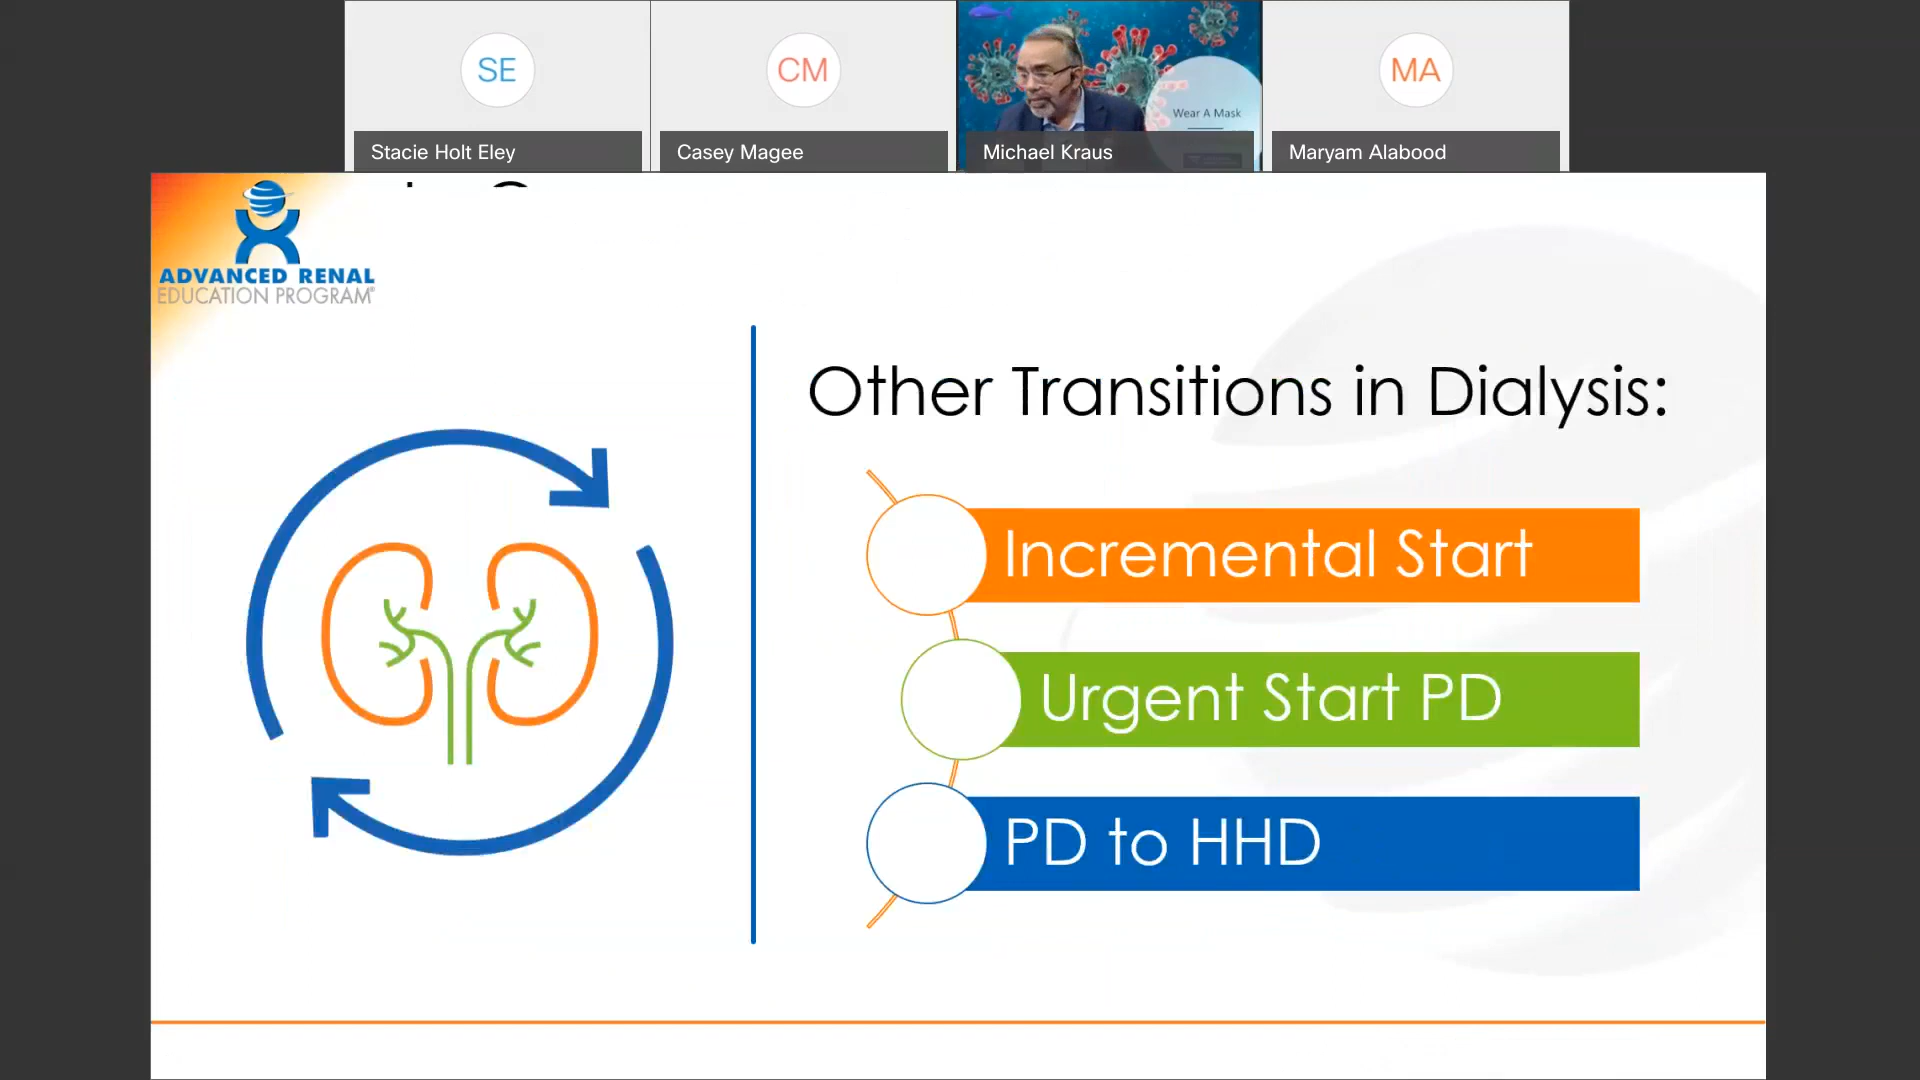 SE
CM
MA
Wear A Mask
Stacie Holt Eley
Casey Magee
Michael Kraus
Maryam Alabood
ADVANCED RENAL
EDUCATION PROGRAM®
Other Transitions in Dialysis:
Incremental Start
Urgent Start PD
PD to HHD